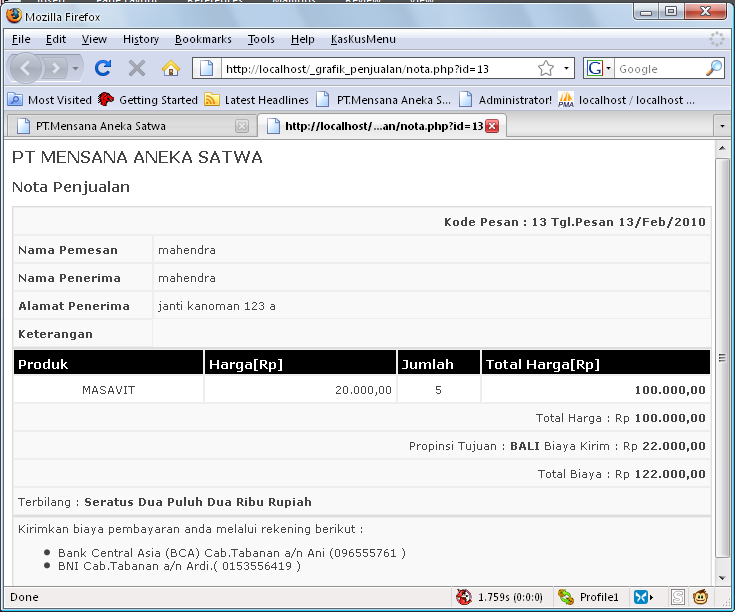 Mozilla Firefox
File Edit View History Bookmarks Tools Help KasKusMenu
http://localhost/_grafik_penjualan/nota.php?id=13 G Google
Most Visited Getting Started Latest Headlines PT.Mensana Aneka S... Administrator! PMA localhost / localhost ...
PT.Mensana Aneka Satwa http://localhost/...an/nota.php?id=13
PT MENSANA ANEKA SATWA
Nota Penjualan
Kode Pesan : 13 Tgl.Pesan 13/Feb/2010
Nama Pemesan mahendra
Nama Penerima mahendra
Alamat Penerima janti kanoman 123 a
Keterangan
Produk Harga[Rp] Jumlah Total Harga[Rp]
MASAVIT 20.000,00 5 100.000,00
Total Harga : Rp 100.000,00
Propinsi Tujuan : BALI Biaya Kirim : Rp 22.000,00
Total Biaya : Rp 122.000,00
Terbilang : Seratus Dua Puluh Dua Ribu Rupiah
Kirimkan biaya pembayaran anda melalui rekening berikut :
• Bank Central Asia (BCA) Cab.Tabanan a/n Ani (096555761 )
• BNI Cab.Tabanan a/n Ardi.( 0153556419 )
Done 1.759s (0:0:0) Profile1 S